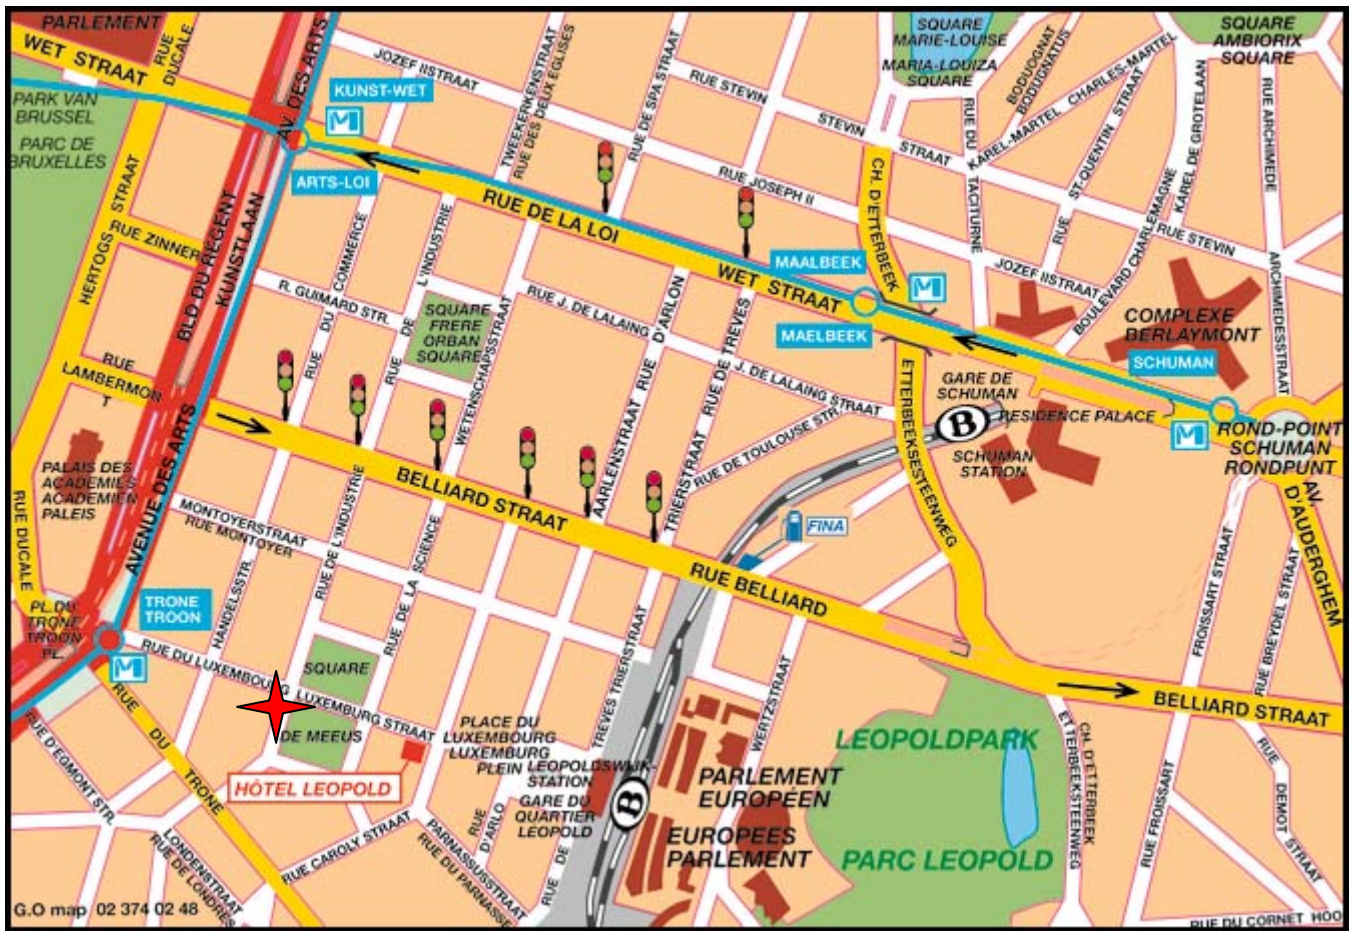 PARLEMENT
WET STRAAT
RUE
DUCALE
AV. DES ARTS
JOZEF IISTRAAT
KUNST-WET
M
TWEEKERKENSTRAAT
RUE DES DEUX EGLISES
RUE DE SPA STRAAT
RUE STEVIN
SQUARE
MARIE-LOUISE
MARIA-LOUIZA
SQUARE
BODUOGNAT
BODUGNATUS
KAREL-MARTEL CHARLES-MARTEL
SQUARE
AMBIORIX
SQUARE
PARK VAN
BRUSSEL
PARC DE
BRUXELLES
STEVIN
STRAAT
RUE DU
TACITURNE
ST-QUENTIN STRAAT
RUE
KAREL DE GROTELAAN
BOULEVARD CHARLEMAGNE
RUE ARCHIMEDE
ARCHIMEDESSTRAAT
ARTS-LOI
RUE JOSEPH II
CH. D'ETTERBEEK
RUE STEVIN
JOZEF IISTRAAT
HERTOGS STRAAT
RUE ZINNER
BLD DU REGENT
KUNSTLAAN
RUE DE LA LOI
WET STRAAT
MAALBEEK
M
MAELBEEK
RUE
DU
COMMERCE
R. GUIMARD STR.
RUE
DE
L'INDUSTRIE
SQUARE
FRERE
ORBAN
SQUARE
WETENSCHAPSSTRAAT
RUE J. DE LALAING
J. DE LALAING STRAAT
AARLENSTRAAT RUE D'ARLON
TRIERSTRAAT RUE DE TREVES
RUE DE TOULOUSE STR.
COMPLEXE
BERLAYMONT
SCHUMAN
M
GARE DE
SCHUMAN
B
RESIDENCE PALACE
SCHUMAN
STATION
ROND-POINT
SCHUMAN
RONDPUNT
RUE
LAMBERMON
T
BELLIARD STRAAT
ETTERBEEKSESTEENWEG
AV.
D'AUDERGHEM
PALAIS DES
ACADEMIES
ACADEMIEN
PALEIS
AVENUE DES ARTS
RUE DUCALE
MONTOYERSTRAAT
RUE MONTOYER
RUE DE L'INDUSTRIE
RUE DE LA SCIENCE
HANDELSSTR.
FINA
RUE BELLIARD
FROISSART STRAAT
RUE BREYDEL STRAAT
PL. DU
TRONE
TROON
PL.
TRONE
TROON
M
RUE DU LUXEMBOURG LUXEMBURG STRAAT
SQUARE
DE MEEUS
TREVES TRIERSTRAAT
RUE DE
WERTZSTRAAT
BELLIARD STRAAT
PLACE DU
LUXEMBOURG
LUXEMBURG
PLEIN
LEOPOLDSWIJK-
STATION
GARE DU
QUARTIER
LEOPOLD
B
HÔTEL LEOPOLD
RUE
DU
TRONE
RUE D'EGMONT STR.
PARLEMENT
EUROPÉEN
EUROPEES
PARLEMENT
LEOPOLDPARK
PARC LEOPOLD
CH. D'ETTERBEEK
ETTERBEEKSTEENWEG
RUE FROISSART
RUE
DEMOT STRAAT
LONDENSTRAAT
RUE DE LONDRES
RUE CAROLY STRAAT
PARNASSUSSTRAAT
RUE DU PARNASSE
RUE
D'ARLO
G.O map 02 374 02 48
RUE DU CORNET HOO